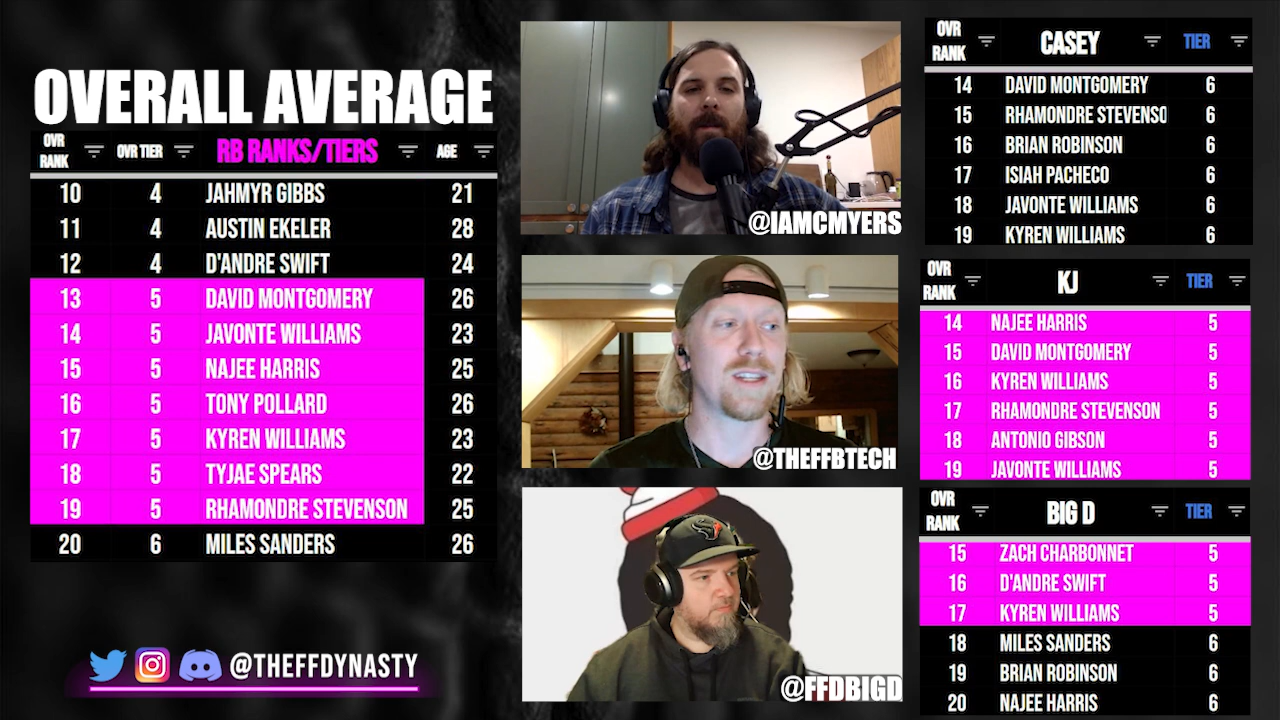 OVERALL AVERAGE
OVR RANK OVR TIER RB RANKS/TIERS AGE
10 4 JAHMYR GIBBS 21
11 4 AUSTIN EKELER 28
12 4 D'ANDRE SWIFT 24
13 5 DAVID MONTGOMERY 26
14 5 JAVONTE WILLIAMS 23
15 5 NAJEE HARRIS 25
16 5 TONY POLLARD 26
17 5 KYREN WILLIAMS 23
18 5 TYJAE SPEARS 22
19 5 RHAMONDRE STEVENSON 25
20 6 MILES SANDERS 26
@THEFFDYNASTY
@IAMCMYERS
@THEFFBTECH
@FFDBIGD
OVR RANK CASEY TIER
14 DAVID MONTGOMERY 6
15 RHAMONDRE STEVENSO 6
16 BRIAN ROBINSON 6
17 ISIAH PACHECO 6
18 JAVONTE WILLIAMS 6
19 KYREN WILLIAMS 6
OVR RANK KJ TIER
14 NAJEE HARRIS 5
15 DAVID MONTGOMERY 5
16 KYREN WILLIAMS 5
17 RHAMONDRE STEVENSON 5
18 ANTONIO GIBSON 5
19 JAVONTE WILLIAMS 5
OVR RANK BIG D TIER
15 ZACH CHARBONNET 5
16 D'ANDRE SWIFT 5
17 KYREN WILLIAMS 5
18 MILES SANDERS 6
19 BRIAN ROBINSON 6
20 NAJEE HARRIS 6